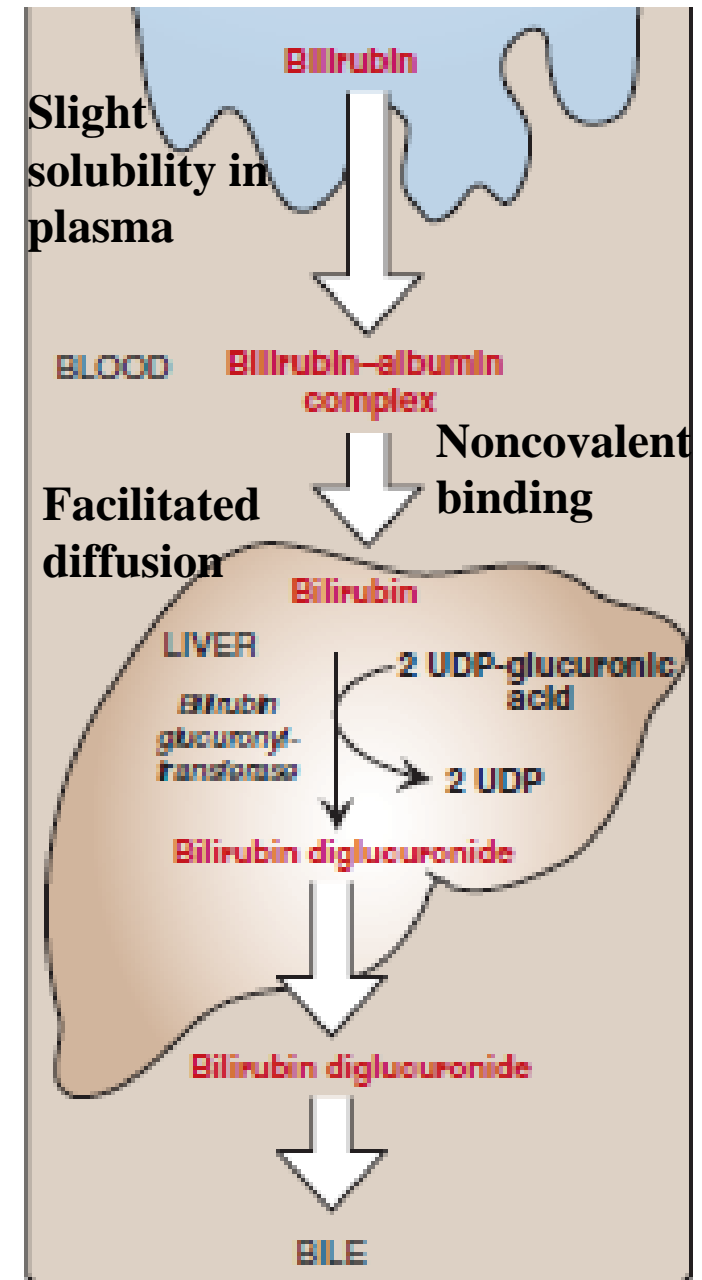 Bilirubin
Slight
solubility in
plasma
BLOOD
Bilirubin–albumin
complex
Noncovalent
binding
Facilitated
diffusion
Bilirubin
LIVER
2 UDP-glucuronic
acid
Bilirubin
glucuronyl-
transferase
2 UDP
Bilirubin diglucuronide
Bilirubin diglucuronide
BILE